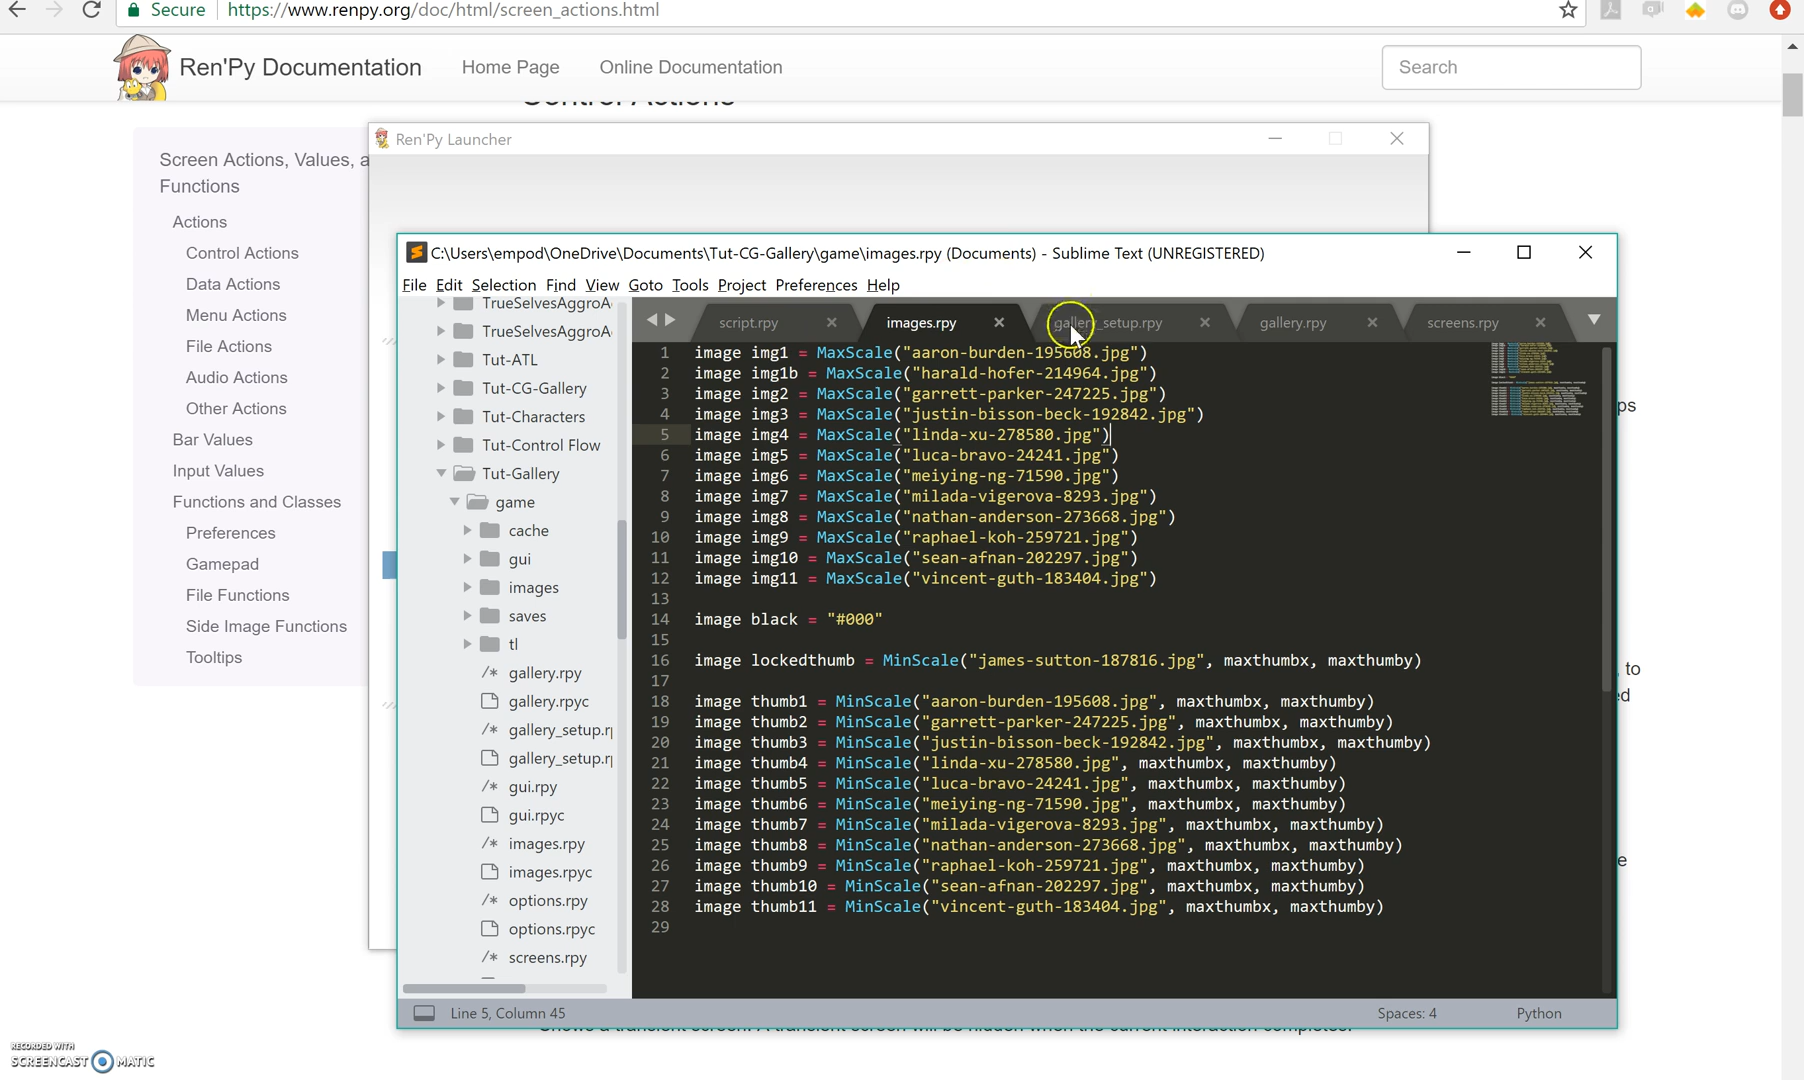 Secure https://www.renpy.org/doc/html/screen_actions.html
Ren'Py Documentation Home Page Online Documentation Search
Control Actions
Screen Actions, Values, a
Functions
Actions
Control Actions
Data Actions
Menu Actions
File Actions
Audio Actions
Other Actions
Bar Values
Input Values
Functions and Classes
Preferences
Gamepad
File Functions
Side Image Functions
Tooltips
Ren'Py Launcher
C:\Users\empod\OneDrive\Documents\Tut-CG-Gallery\game\images.rpy (Documents) - Sublime Text (UNREGISTERED)
File Edit Selection Find View Goto Tools Project Preferences Help
TrueSelvesAggroA
TrueSelvesAggroA
Tut-ATL
Tut-CG-Gallery
Tut-Characters
Tut-Control Flow
Tut-Gallery
game
cache
gui
images
saves
tl
/* gallery.rpy
gallery.rpyc
/* gallery_setup.r
gallery_setup.r
/* gui.rpy
gui.rpyc
/* images.rpy
images.rpyc
/* options.rpy
options.rpyc
/* screens.rpy
script.rpy images.rpy gallery_setup.rpy gallery.rpy screens.rpy
1 image img1 = MaxScale("aaron-burden-195608.jpg")
2 image img1b = MaxScale("harald-hofer-214964.jpg")
3 image img2 = MaxScale("garrett-parker-247225.jpg")
4 image img3 = MaxScale("justin-bisson-beck-192842.jpg")
5 image img4 = MaxScale("linda-xu-278580.jpg")
6 image img5 = MaxScale("luca-bravo-24241.jpg")
7 image img6 = MaxScale("meiying-ng-71590.jpg")
8 image img7 = MaxScale("milada-vigerova-8293.jpg")
9 image img8 = MaxScale("nathan-anderson-273668.jpg")
10 image img9 = MaxScale("raphael-koh-259721.jpg")
11 image img10 = MaxScale("sean-afnan-202297.jpg")
12 image img11 = MaxScale("vincent-guth-183404.jpg")
13
14 image black = "#000"
15
16 image lockedthumb = MinScale("james-sutton-187816.jpg", maxthumbx, maxthumby)
17
18 image thumb1 = MinScale("aaron-burden-195608.jpg", maxthumbx, maxthumby)
19 image thumb2 = MinScale("garrett-parker-247225.jpg", maxthumbx, maxthumby)
20 image thumb3 = MinScale("justin-bisson-beck-192842.jpg", maxthumbx, maxthumby)
21 image thumb4 = MinScale("linda-xu-278580.jpg", maxthumbx, maxthumby)
22 image thumb5 = MinScale("luca-bravo-24241.jpg", maxthumbx, maxthumby)
23 image thumb6 = MinScale("meiying-ng-71590.jpg", maxthumbx, maxthumby)
24 image thumb7 = MinScale("milada-vigerova-8293.jpg", maxthumbx, maxthumby)
25 image thumb8 = MinScale("nathan-anderson-273668.jpg", maxthumbx, maxthumby)
26 image thumb9 = MinScale("raphael-koh-259721.jpg", maxthumbx, maxthumby)
27 image thumb10 = MinScale("sean-afnan-202297.jpg", maxthumbx, maxthumby)
28 image thumb11 = MinScale("vincent-guth-183404.jpg", maxthumbx, maxthumby)
29
ps
, to
ed
e
Line 5, Column 45 Spaces: 4 Python
Shows a transient screen. A transient screen will be hidden when the current interaction completes.
RECORDED WITH
SCREENCAST MATIC